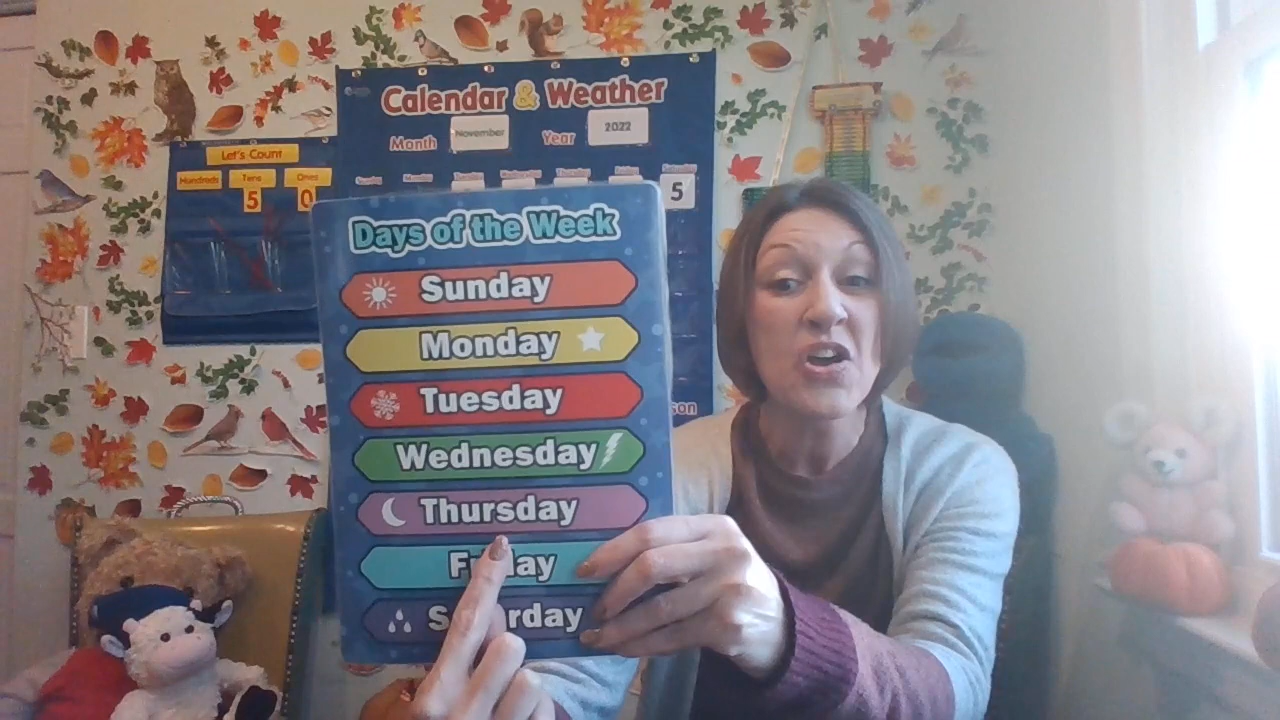 Calendar & Weather
Month November Year 2022
Let's Count
Hundreds Tens Ones
5 0
5
Days of the Week
Sunday
Monday
Tuesday
Wednesday
Thursday
son